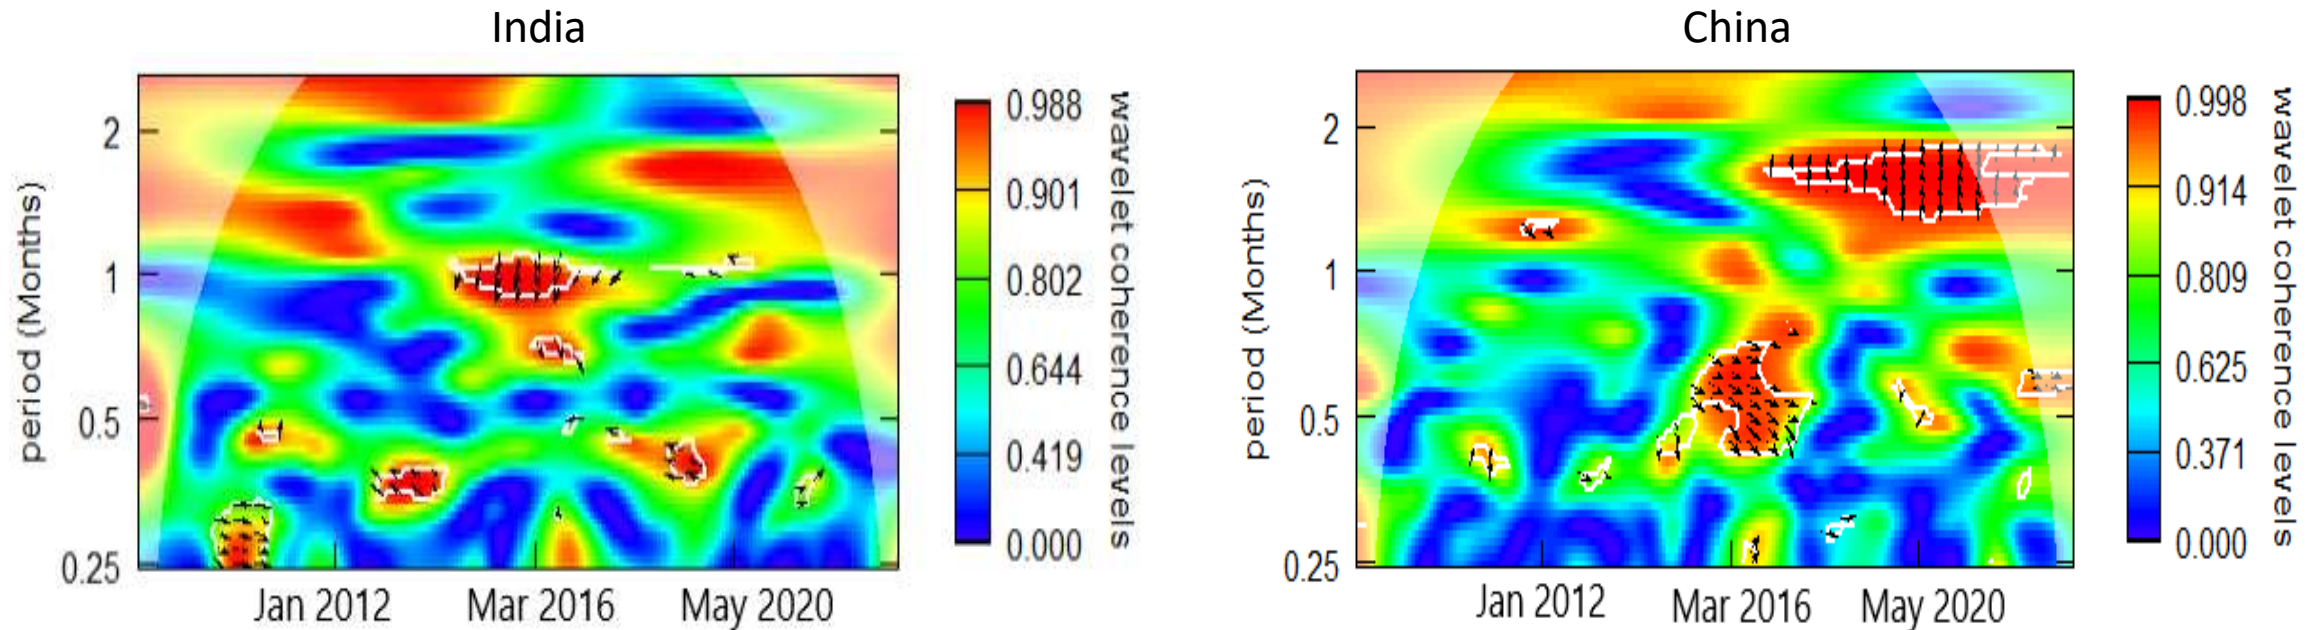 India
China
period (Months)
2
1
0.5
0.25
Jan 2012
Mar 2016
May 2020
0.988
0.901
0.802
0.644
0.419
0.000
wavelet coherence levels
period (Months)
2
1
0.5
0.25
Jan 2012
Mar 2016
May 2020
0.998
0.914
0.809
0.625
0.371
0.000
wavelet coherence levels